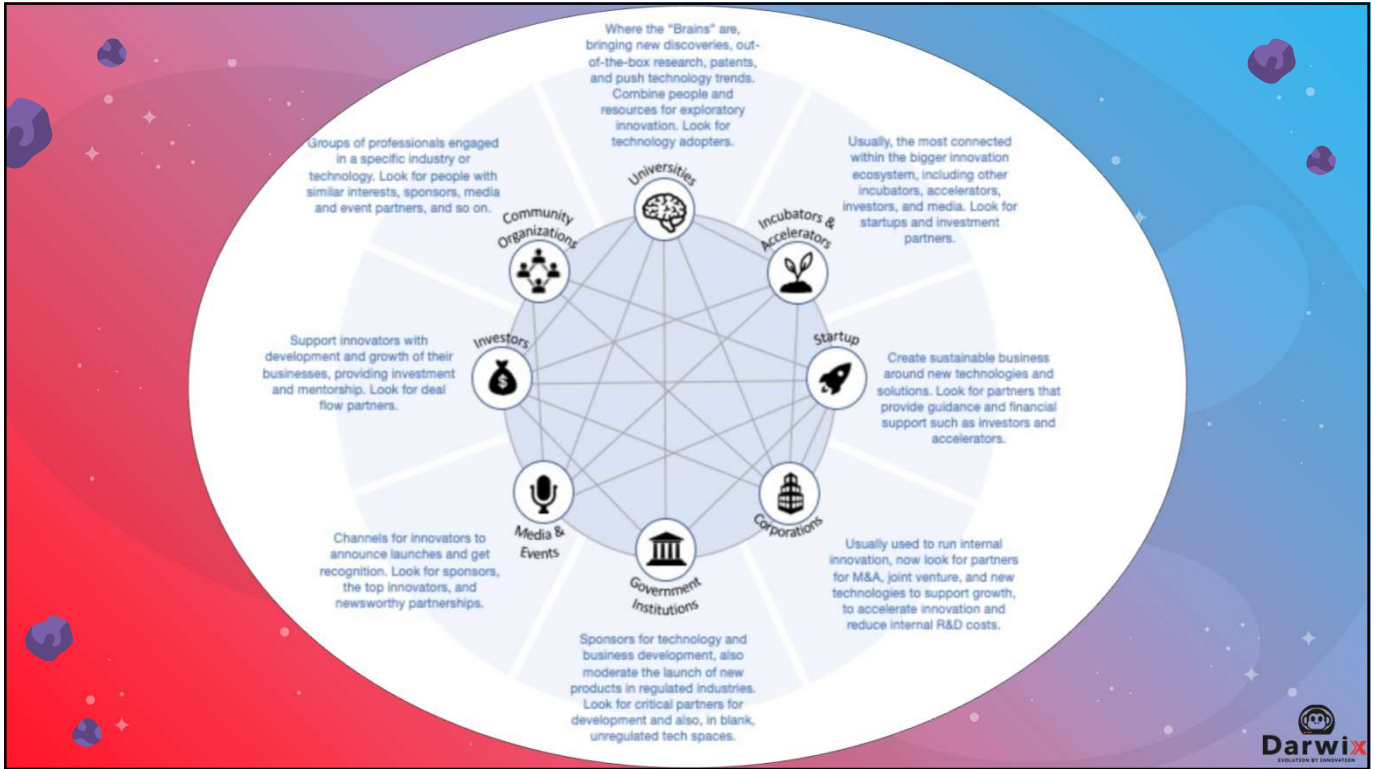 Where the “Brains” are,
bringing new discoveries, out-
of-the-box research, patents,
and push technology trends.
Combine people and
resources for exploratory
innovation. Look for
technology adopters.
Universities
Usually, the most connected
within the bigger innovation
ecosystem, including other
incubators, accelerators,
investors, and media. Look for
startups and investment
partners.
Incubators &
Accelerators
Startup
Create sustainable business
around new technologies and
solutions. Look for partners that
provide guidance and financial
support such as investors and
accelerators.
Corporations
Usually used to run internal
innovation, now look for partners
for M&A, joint venture, and new
technologies to support growth,
to accelerate innovation and
reduce internal R&D costs.
Government
Institutions
Sponsors for technology and
business development, also
moderate the launch of new
products in regulated industries.
Look for critical partners for
development and also, in blank,
unregulated tech spaces.
Media &
Events
Channels for innovators to
announce launches and get
recognition. Look for sponsors,
the top innovators, and
newsworthy partnerships.
Investors
$
Support innovators with
development and growth of their
businesses, providing investment
and mentorship. Look for deal
flow partners.
Community
Organizations
Groups of professionals engaged
in a specific industry or
technology. Look for people with
similar interests, sponsors, media
and event partners, and so on.
Darwix
EVOLUTION BY INNOVATION